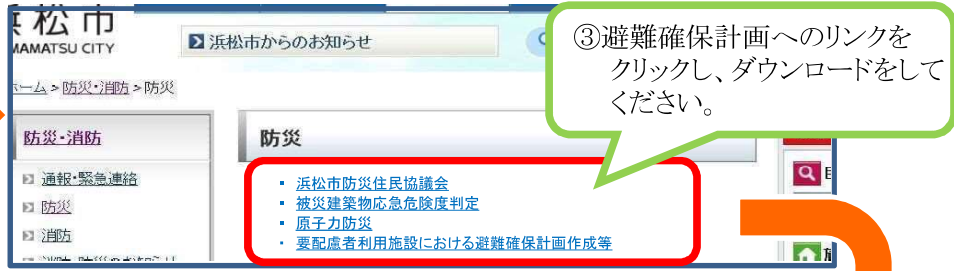 松市
MAMATSU CITY
浜松市からのお知らせ
③避難確保計画へのリンクを
クリックし、ダウンロードをして
ください。
ホーム > 防災・消防 > 防災
防災・消防
通報・緊急連絡
防災
消防
防災
浜松市防災住民協議会
被災建築物応急危険度判定
原子力防災
要配慮者利用施設における避難確保計画作成等